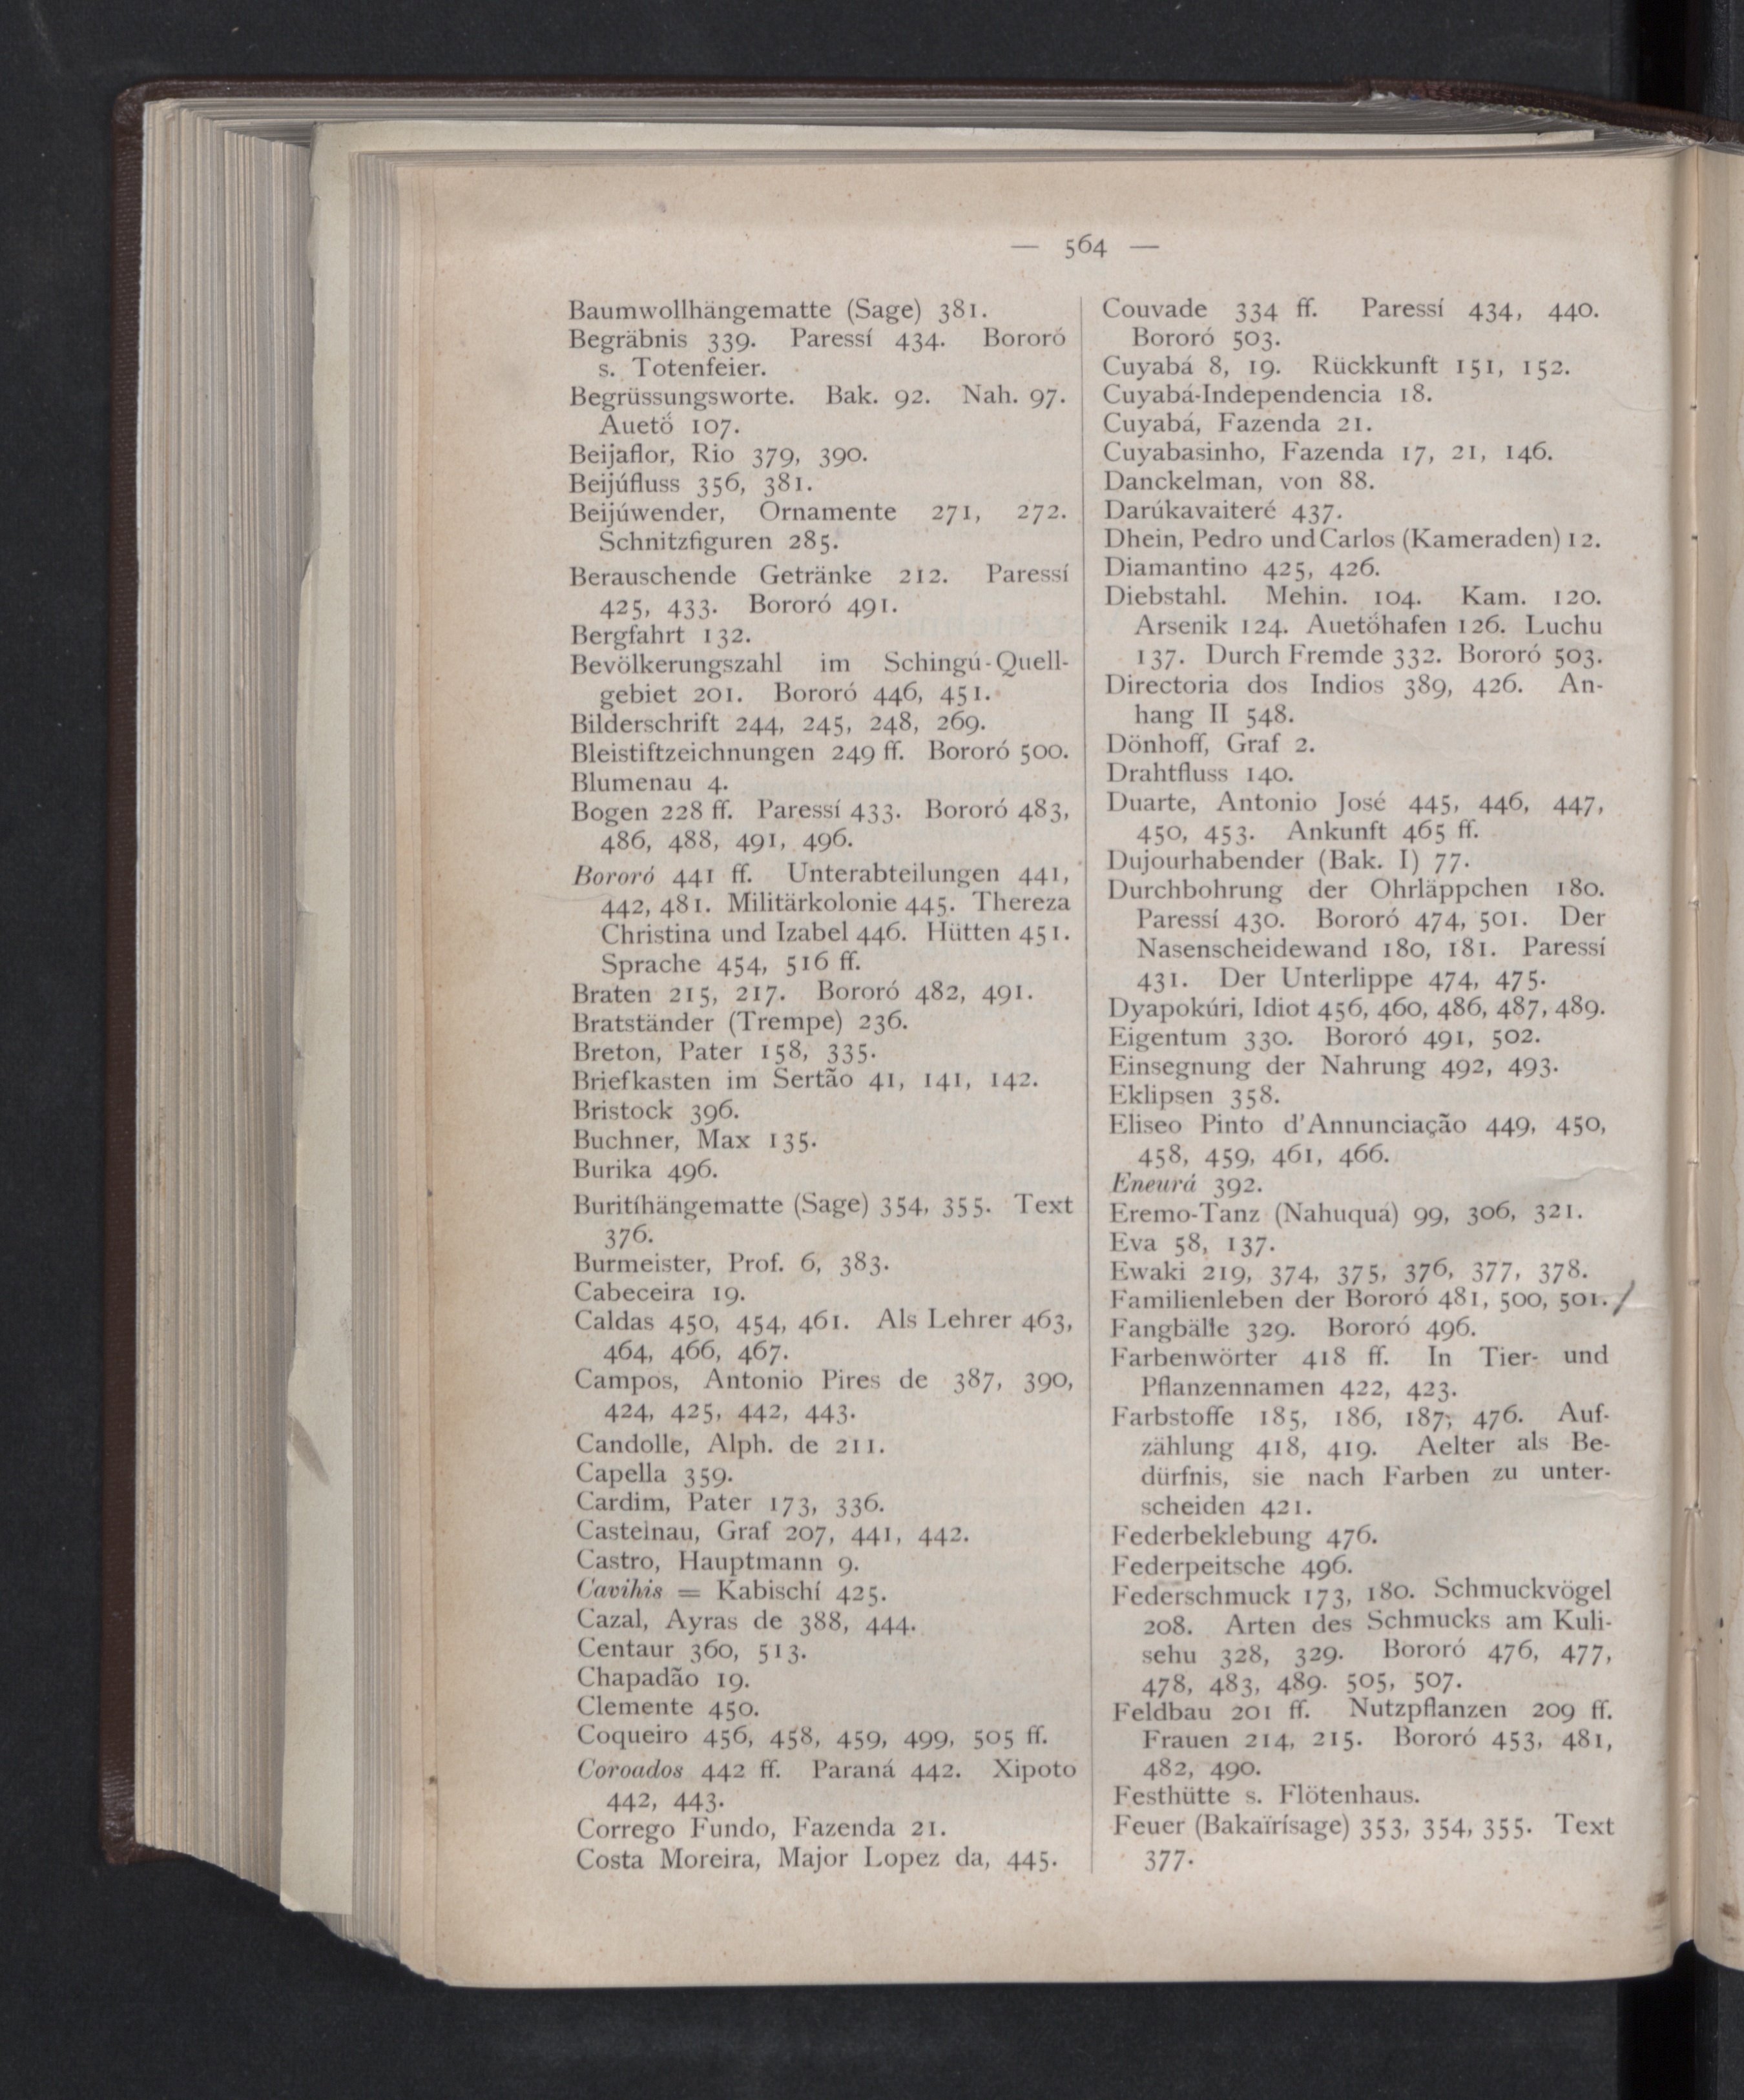 — 564 —
Baumwollhängematte (Sage) 381.
Begräbnis 339. Paressí 434. Bororó
s. Totenfeier.
Begrüssungsworte. Bak. 92. Nah. 97.
Auetö́ 107.
Beijaflor, Rio 379, 390.
Beijúfluss 356, 381.
Beijúwender, Ornamente 271, 272.
Schnitzfiguren 285.
Berauschende Getränke 212. Paressí
425, 433. Bororó 491.
Bergfahrt 132.
Bevölkerungszahl im Schingú-Quell-
gebiet 201. Bororó 446, 451.
Bilderschrift 244, 245, 248, 269.
Bleistiftzeichnungen 249 ff. Bororó 500.
Blumenau 4.
Bogen 228 ff. Paressí 433. Bororó 483,
486, 488, 491, 496.
Bororó 441 ff. Unterabteilungen 441,
442, 481. Militärkolonie 445. Thereza
Christina und Izabel 446. Hütten 451.
Sprache 454, 516 ff.
Braten 215, 217. Bororó 482, 491.
Bratständer (Trempe) 236.
Breton, Pater 158, 335.
Briefkasten im Sertão 41, 141, 142.
Bristock 396.
Buchner, Max 135.
Burika 496.
Buritíhängematte (Sage) 354, 355. Text
376.
Burmeister, Prof. 6, 383.
Cabeceira 19.
Caldas 450, 454, 461. Als Lehrer 463,
464, 466, 467.
Campos, Antonio Pires de 387, 390,
424, 425, 442, 443.
Candolle, Alph. de 211.
Capella 359.
Cardim, Pater 173, 336.
Castelnau, Graf 207, 441, 442.
Castro, Hauptmann 9.
Cavihis = Kabischí 425.
Cazal, Ayras de 388, 444.
Centaur 360, 513.
Chapadão 19.
Clemente 450.
Coqueiro 456, 458, 459, 499, 505 ff.
Coroados 442 ff. Paraná 442. Xipoto
442, 443.
Corrego Fundo, Fazenda 21.
Costa Moreira, Major Lopez da, 445.
Couvade 334 ff. Paressí 434, 440.
Bororó 503.
Cuyabá 8, 19. Rückkunft 151, 152.
Cuyabá-Independencia 18.
Cuyabá, Fazenda 21.
Cuyabasinho, Fazenda 17, 21, 146.
Danckelman, von 88.
Darúkavaiteré 437.
Dhein, Pedro und Carlos (Kameraden) 12.
Diamantino 425, 426.
Diebstahl. Mehin. 104. Kam. 120.
Arsenik 124. Auetöhafen 126. Luchu
137. Durch Fremde 332. Bororó 503.
Directoria dos Indios 389, 426. An-
hang II 548.
Dönhoff, Graf 2.
Drahtfluss 140.
Duarte, Antonio José 445, 446, 447,
450, 453. Ankunft 465 ff.
Dujourhabender (Bak. I) 77.
Durchbohrung der Ohrläppchen 180.
Paressí 430. Bororó 474, 501. Der
Nasenscheidewand 180, 181. Paressí
431. Der Unterlippe 474, 475.
Dyapokúri, Idiot 456, 460, 486, 487, 489.
Eigentum 330. Bororó 491, 502.
Einsegnung der Nahrung 492, 493.
Eklipsen 358.
Eliseo Pinto d'Annunciação 449, 450,
458, 459, 461, 466.
Eneurá 392.
Eremo-Tanz (Nahuquá) 99, 306, 321.
Eva 58, 137.
Ewaki 219, 374, 375, 376, 377, 378.
Familienleben der Bororó 481, 500, 501.
Fangbälle 329. Bororó 496.
Farbenwörter 418 ff. In Tier- und
Pflanzennamen 422, 423.
Farbstoffe 185, 186, 187, 476. Auf-
zählung 418, 419. Aelter als Be-
dürfnis, sie nach Farben zu unter-
scheiden 421.
Federbeklebung 476.
Federpeitsche 496.
Federschmuck 173, 180. Schmuckvögel
208. Arten des Schmucks am Kuli-
sehu 328, 329. Bororó 476, 477,
478, 483, 489. 505, 507.
Feldbau 201 ff. Nutzpflanzen 209 ff.
Frauen 214, 215. Bororó 453, 481,
482, 490.
Festhütte s. Flötenhaus.
Feuer (Bakaïrísage) 353, 354, 355. Text
377.